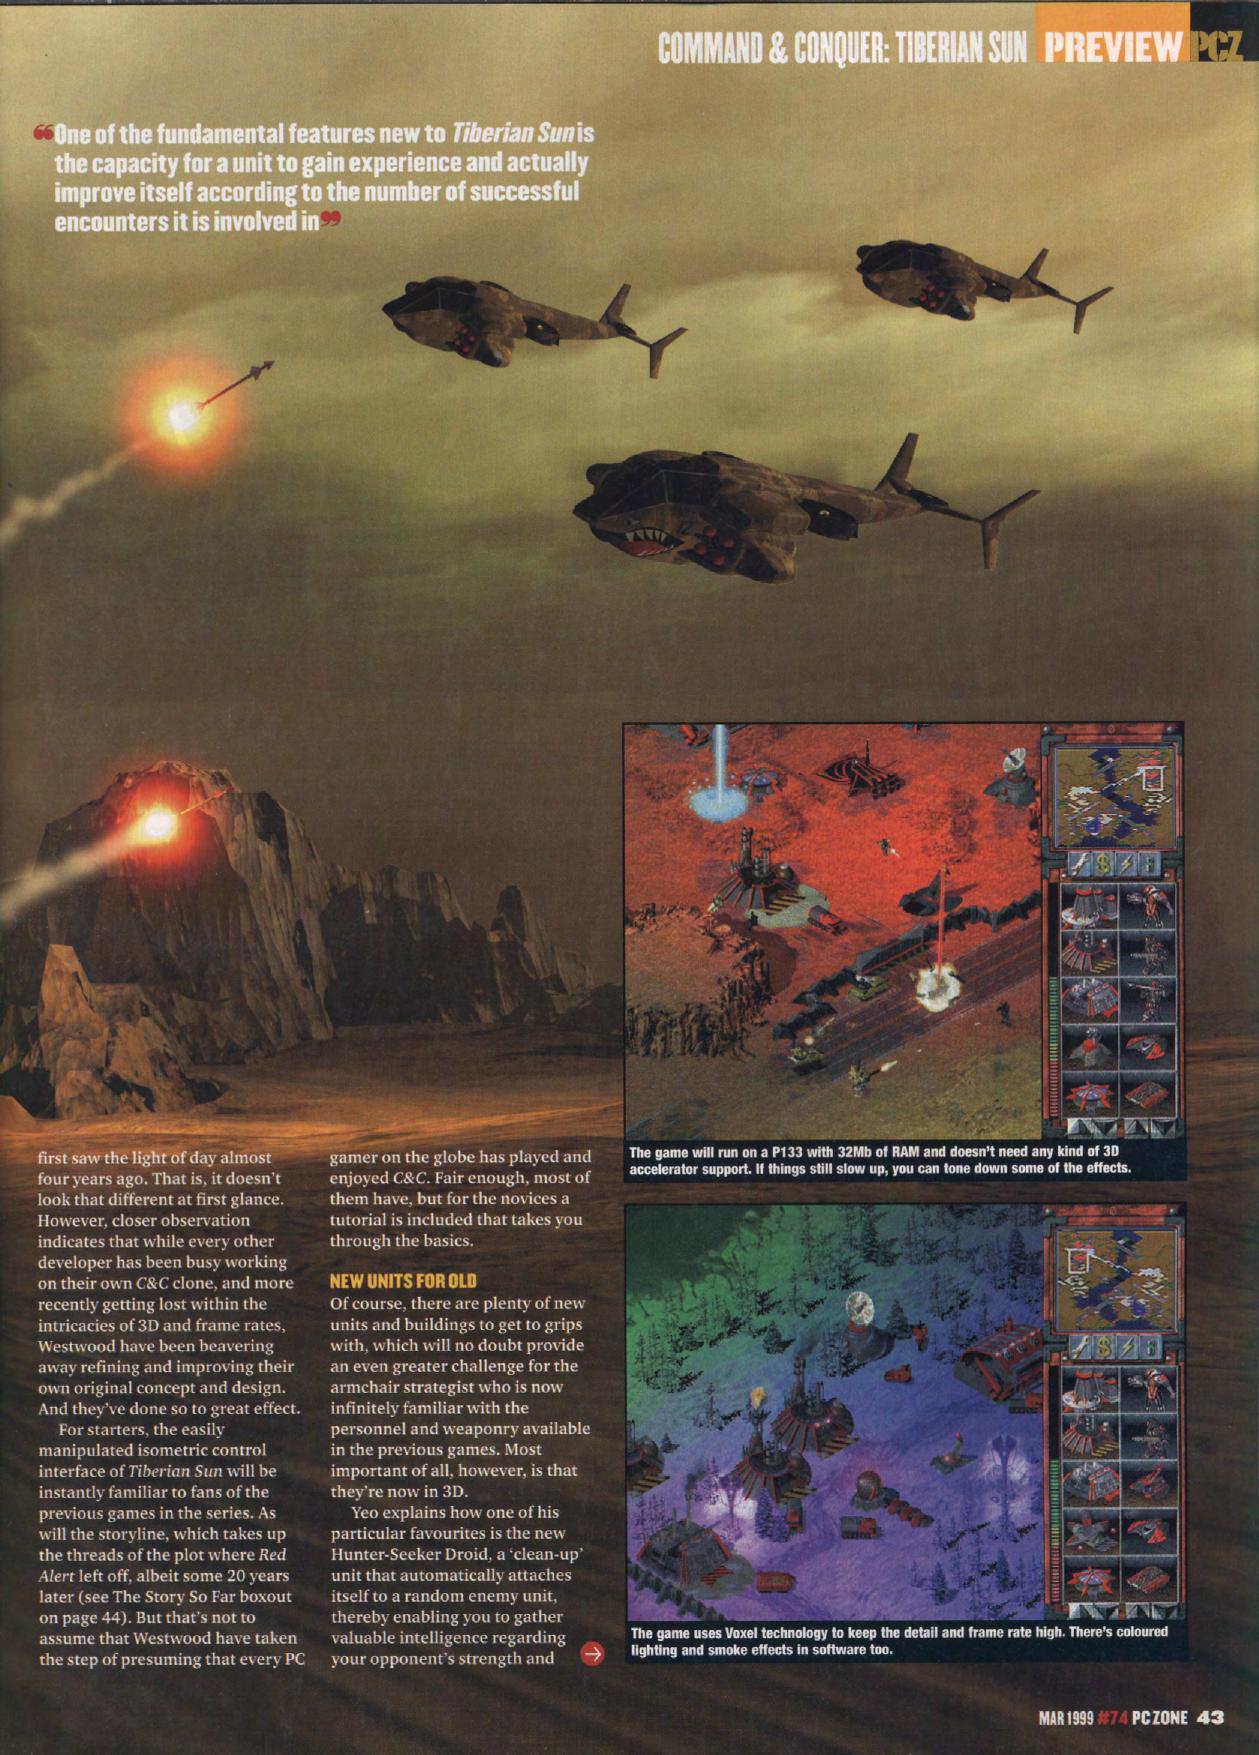 COMMAND & CONQUER: TIBERIAN SUN PREVIEW PCZ
“One of the fundamental features new to Tiberian Sun is
the capacity for a unit to gain experience and actually
improve itself according to the number of successful
encounters it is involved in”
The game will run on a P133 with 32Mb of RAM and doesn't need any kind of 3D
accelerator support. If things still slow up, you can tone down some of the effects.
first saw the light of day almost
four years ago. That is, it doesn't
look that different at first glance.
However, closer observation
indicates that while every other
developer has been busy working
on their own C&C clone, and more
recently getting lost within the
intricacies of 3D and frame rates,
Westwood have been beavering
away refining and improving their
own original concept and design.
And they've done so to great effect.
For starters, the easily
manipulated isometric control
interface of Tiberian Sun will be
instantly familiar to fans of the
previous games in the series. As
will the storyline, which takes up
the threads of the plot where Red
Alert left off, albeit some 20 years
later (see The Story So Far boxout
on page 44). But that's not to
assume that Westwood have taken
the step of presuming that every PC
gamer on the globe has played and
enjoyed C&C. Fair enough, most of
them have, but for the novices a
tutorial is included that takes you
through the basics.
NEW UNITS FOR OLD
Of course, there are plenty of new
units and buildings to get to grips
with, which will no doubt provide
an even greater challenge for the
armchair strategist who is now
infinitely familiar with the
personnel and weaponry available
in the previous games. Most
important of all, however, is that
they're now in 3D.
Yeo explains how one of his
particular favourites is the new
Hunter-Seeker Droid, a ‘clean-up’
unit that automatically attaches
itself to a random enemy unit,
thereby enabling you to gather
valuable intelligence regarding
your opponent's strength and
The game uses Voxel technology to keep the detail and frame rate high. There's coloured
lighting and smoke effects in software too.
MAR 1999 #74 PC ZONE 43